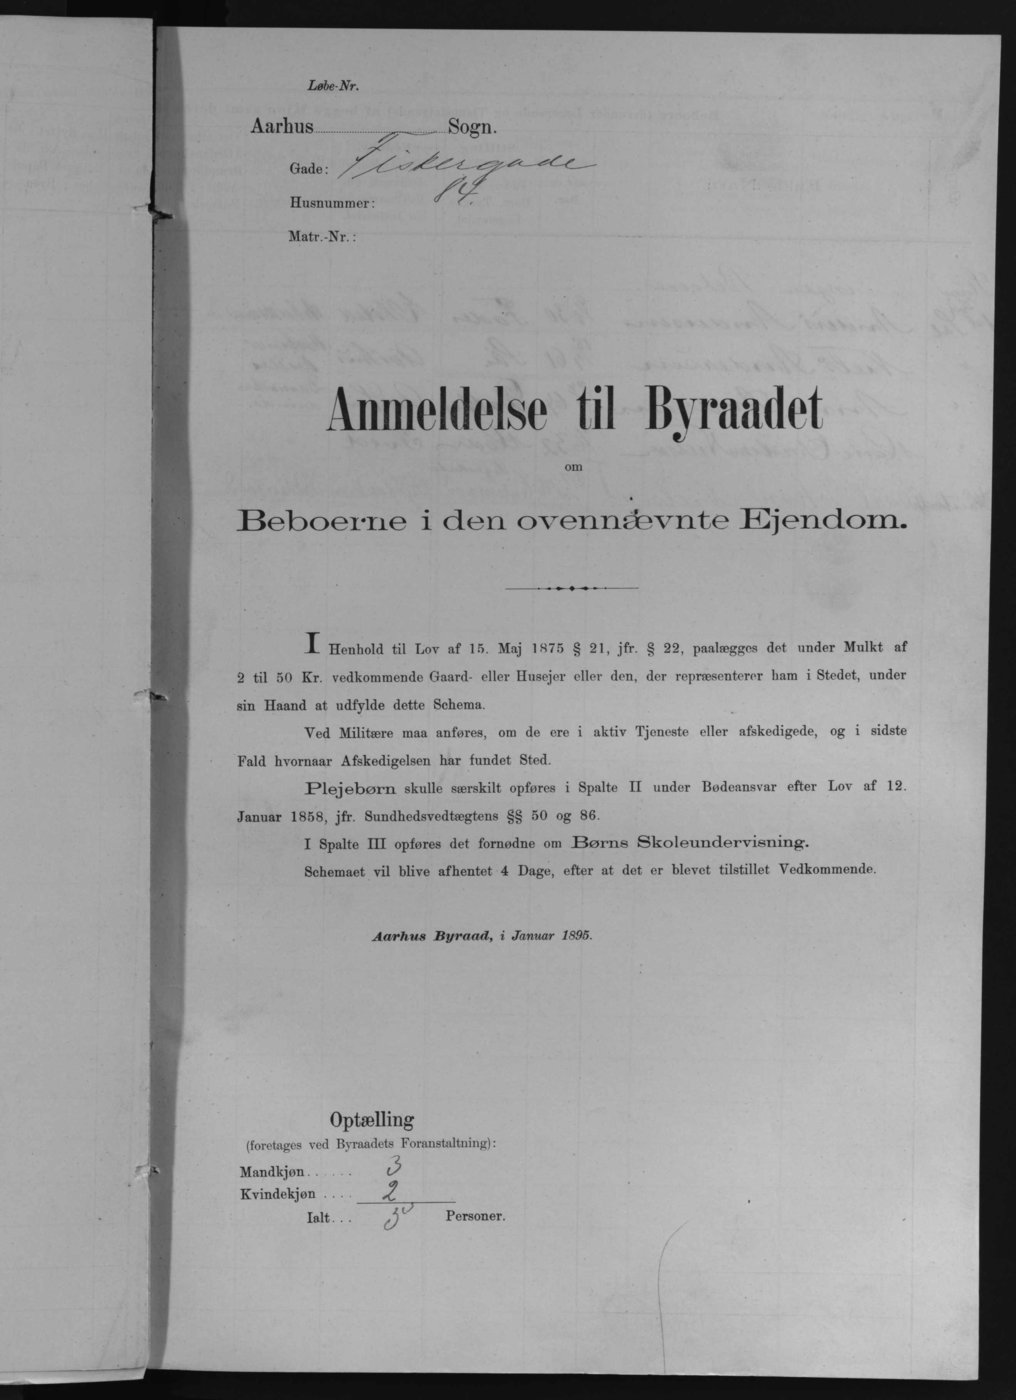 Løbe-Nr.
Aarhus Sogn.
Gade: Fiskergade
Husnummer: 84.
Matr.-Nr.:
Anmeldelse til Byraadet
om
Beboerne i den ovennævnte Ejendom.
I Henhold til Lov af 15. Maj 1875 § 21, jfr. § 22, paalægges det under Mulkt af
2 til 50 Kr. vedkommende Gaard- eller Husejer eller den, der repræsenterer ham i Stedet, under
sin Haand at udfylde dette Schema.
Ved Militære maa anføres, om de ere i aktiv Tjeneste eller afskedigede, og i sidste
Fald hvornaar Afskedigelsen har fundet Sted.
Plejebørn skulle særskilt opføres i Spalte II under Bødeansvar efter Lov af 12.
Januar 1858, jfr. Sundhedsvedtægtens §§ 50 og 86.
I Spalte III opføres det fornødne om Børns Skoleundervisning.
Schemaet vil blive afhentet 4 Dage, efter at det er blevet tilstillet Vedkommende.
Aarhus Byraad, i Januar 1895.
Optælling
(foretages ved Byraadets Foranstaltning):
Mandkjøn..... 3
Kvindekjøn .... 2
Ialt... 5 Personer.